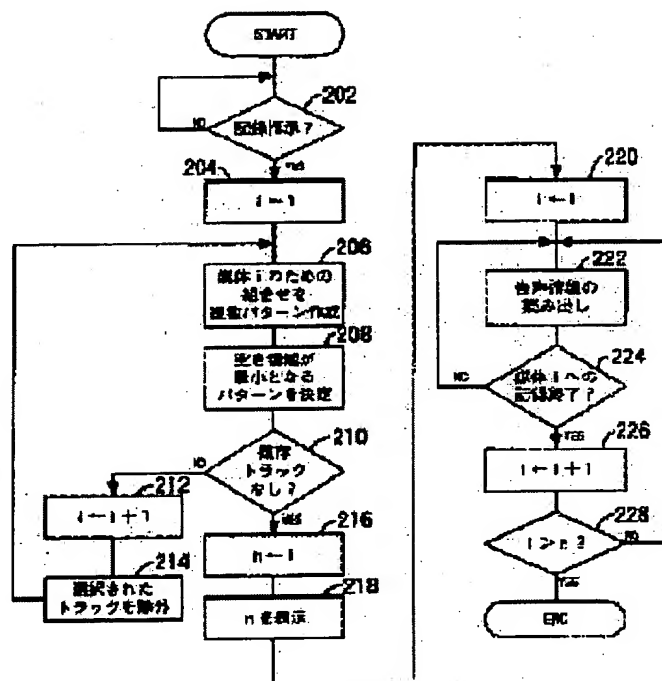 START
202
記録指示？
NO
YES
204
i←1
206
媒体iのための
組合せを
複数パターン作成
208
空き領域が
最小となる
パターンを決定
210
残存
トラック
なし？
NO
YES
212
i←i+1
214
選択された
トラックを除外
216
n←i
218
nを表示
220
i←1
222
音声情報の
読み出し
224
媒体iへの
記録終了？
NO
YES
226
i←i+1
228
i>n？
NO
YES
END